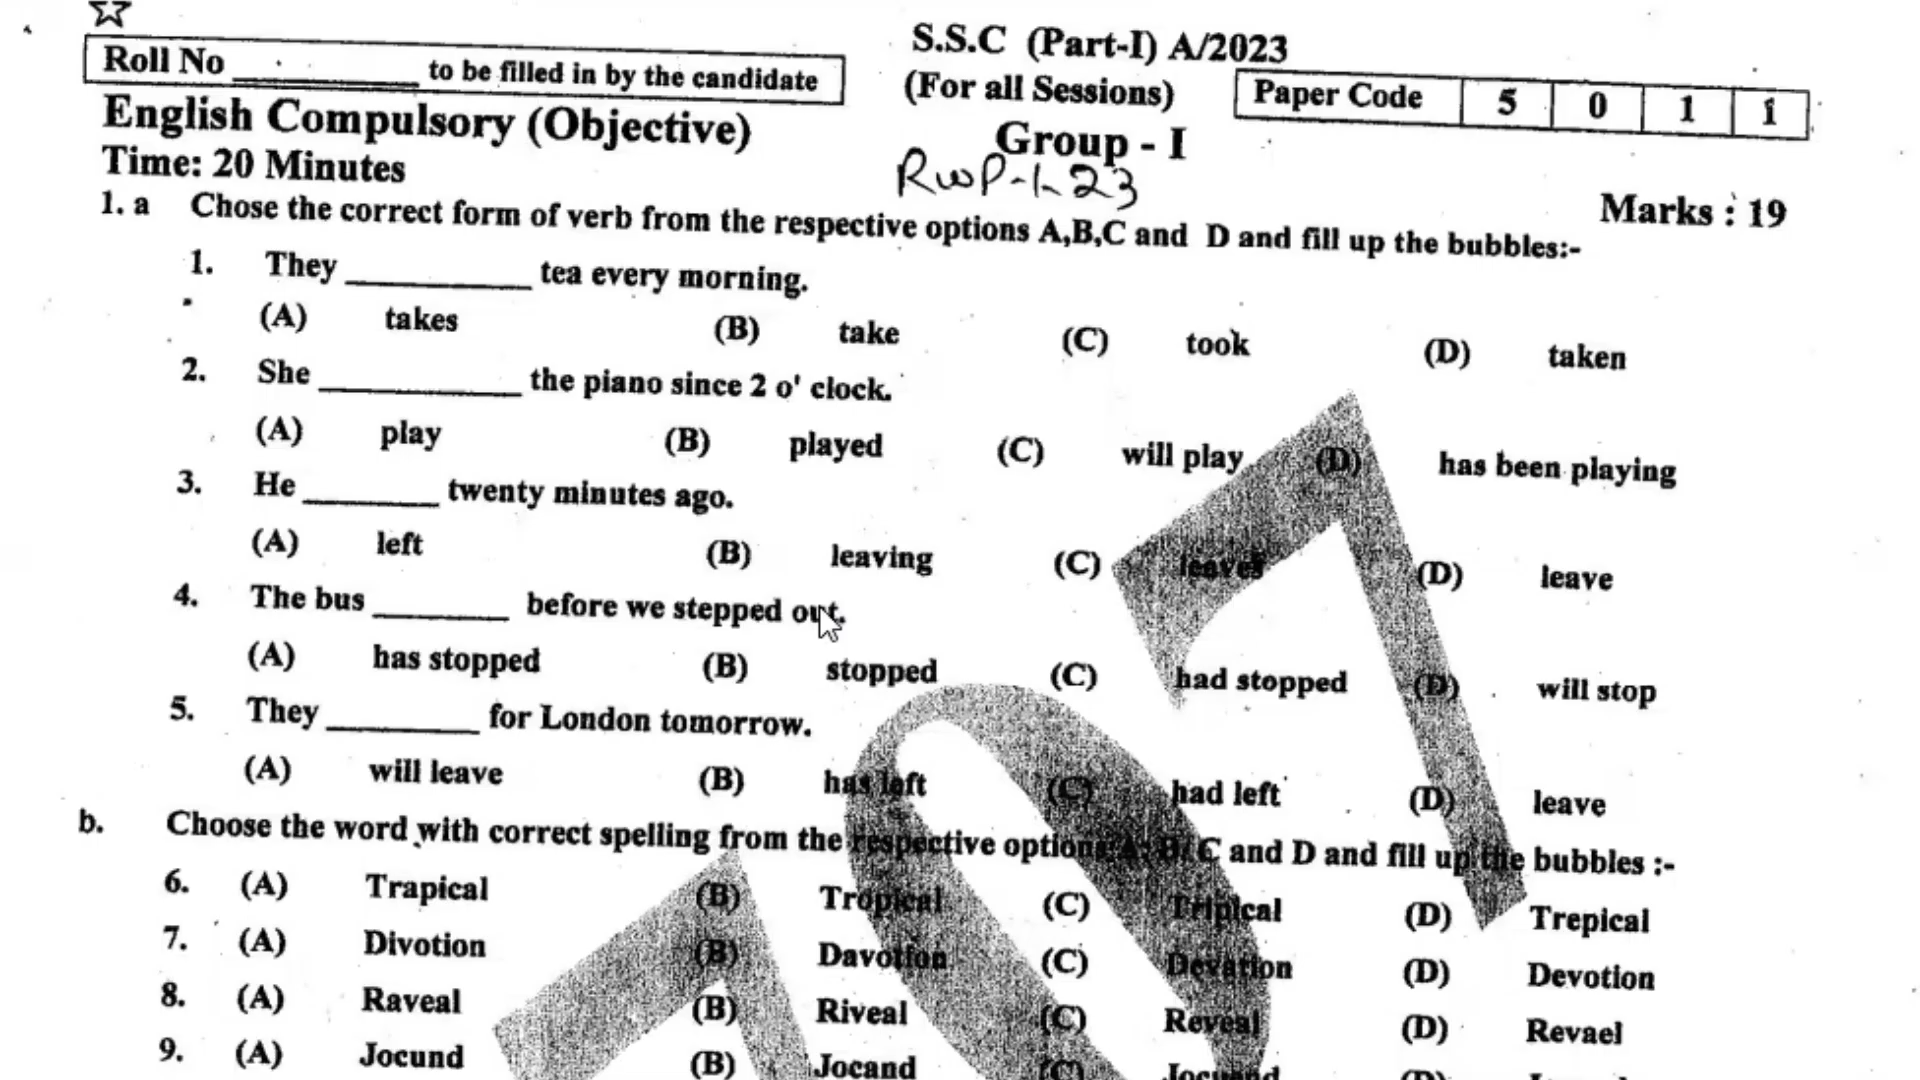 S.S.C (Part-I) A/2023
Roll No ________ to be filled in by the candidate
(For all Sessions)
Paper Code 5 0 1 1
English Compulsory (Objective)
Group - I
Time: 20 Minutes
RWP-1-23
Marks : 19
1. a Chose the correct form of verb from the respective options A,B,C and D and fill up the bubbles:-
1. They ________ tea every morning.
(A) takes (B) take (C) took (D) taken
2. She ________ the piano since 2 o' clock.
(A) play (B) played (C) will play (D) has been playing
3. He ________ twenty minutes ago.
(A) left (B) leaving (C) leaves (D) leave
4. The bus ________ before we stepped out.
(A) has stopped (B) stopped (C) had stopped (D) will stop
5. They ________ for London tomorrow.
(A) will leave (B) has left (C) had left (D) leave
b. Choose the word with correct spelling from the respective options A, B, C and D and fill up the bubbles :-
6. (A) Trapical (B) Tropical (C) Tripical (D) Trepical
7. (A) Divotion (B) Davotion (C) Devation (D) Devotion
8. (A) Raveal (B) Riveal (C) Reveal (D) Revael
9. (A) Jocund (B) Jocand (C)